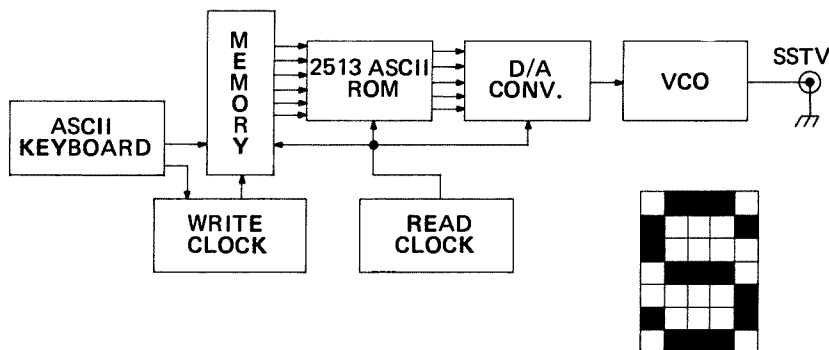 MEMORY
2513 ASCII
ROM
D/A
CONV.
VCO
SSTV
ASCII
KEYBOARD
WRITE
CLOCK
READ
CLOCK